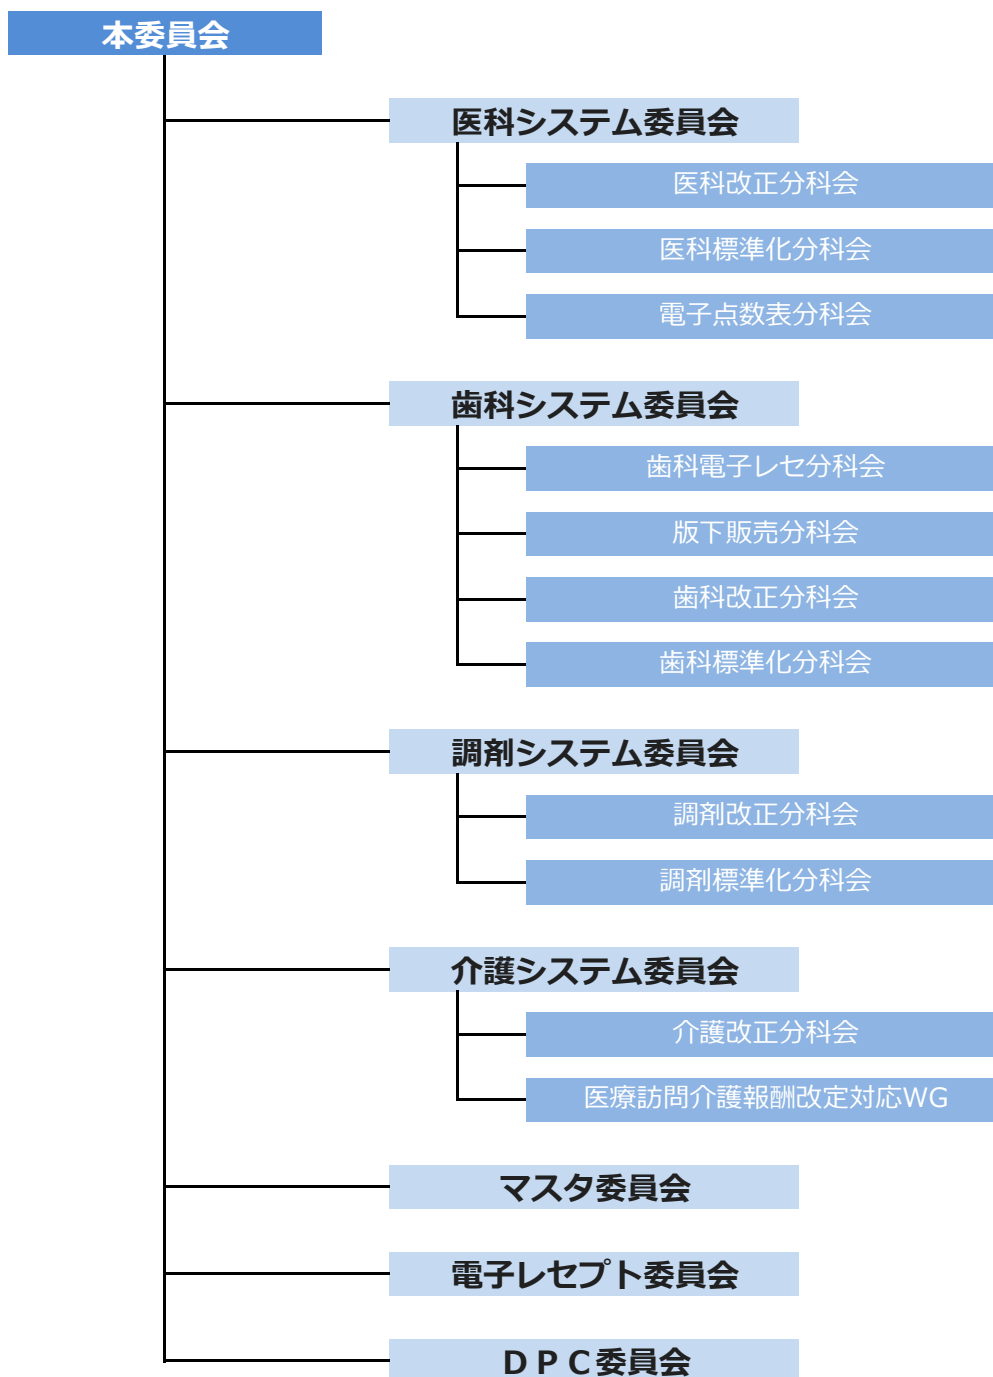 本委員会
医科システム委員会
医科改正分科会
医科標準化分科会
電子点数表分科会
歯科システム委員会
歯科電子レセ分科会
版下販売分科会
歯科改正分科会
歯科標準化分科会
調剤システム委員会
調剤改正分科会
調剤標準化分科会
介護システム委員会
介護改正分科会
医療訪問介護報酬改定対応WG
マスタ委員会
電子レセプト委員会
ＤＰＣ委員会